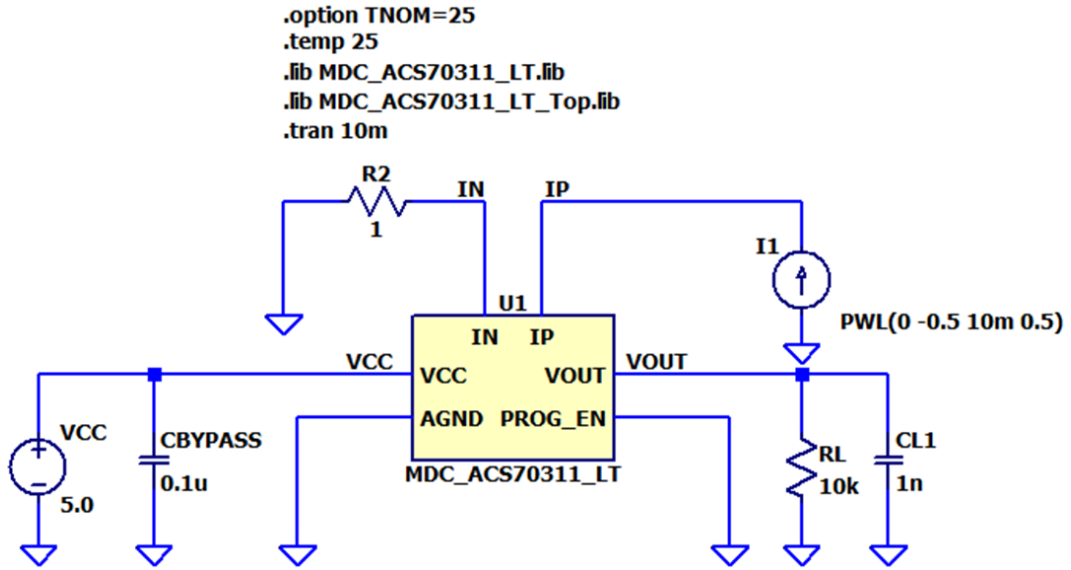 .option TNOM=25
.temp 25
.lib MDC_ACS70311_LT.lib
.lib MDC_ACS70311_LT_Top.lib
.tran 10m
R2
IN
IP
1
I1
U1
PWL(0 -0.5 10m 0.5)
IN IP
VCC
VCC
VOUT
VOUT
AGND
PROG_EN
MDC_ACS70311_LT
VCC
5.0
CBYPASS
0.1u
RL
10k
CL1
1n